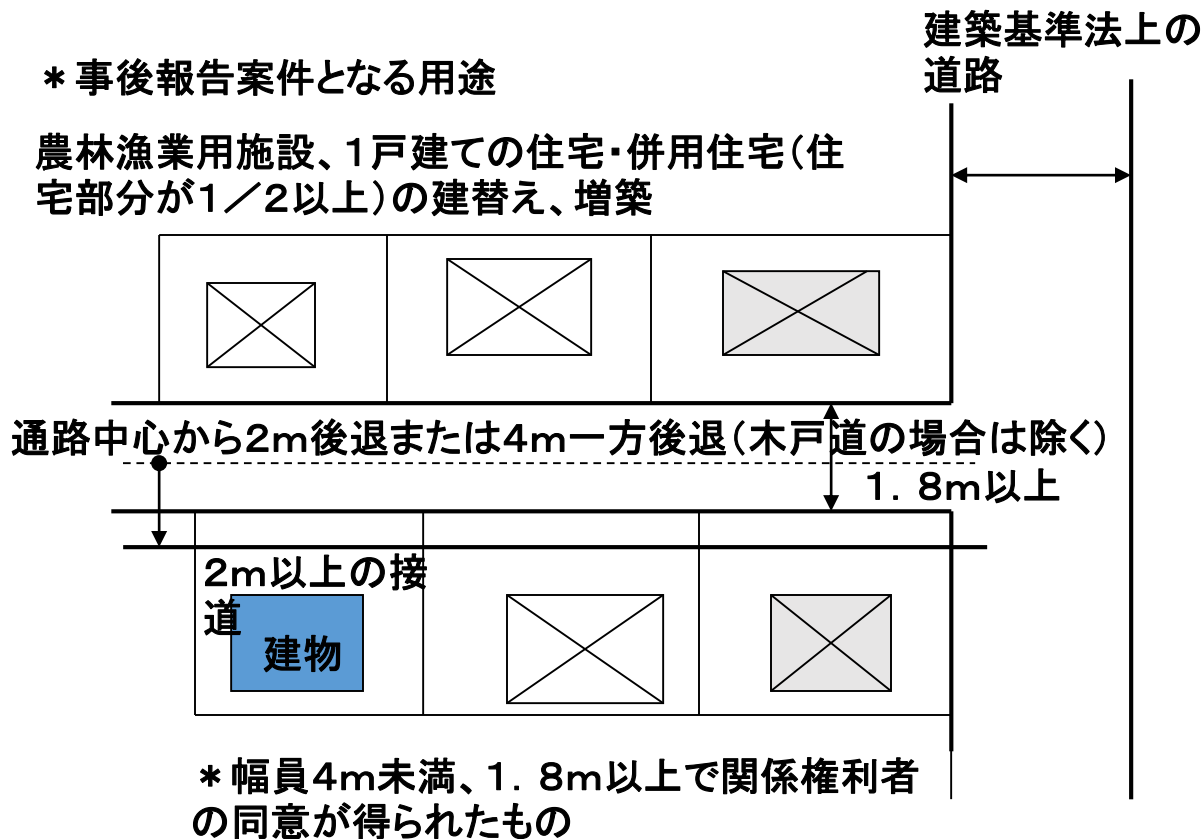 建築基準法上の
道路
＊事後報告案件となる用途
農林漁業用施設、１戸建ての住宅・併用住宅（住
宅部分が１／２以上）の建替え、増築
通路中心から２ｍ後退または４ｍ一方後退（木戸道の場合は除く）
１．８ｍ以上
２ｍ以上の接
道
建物
＊幅員４ｍ未満、１．８ｍ以上で関係権利者
の同意が得られたもの